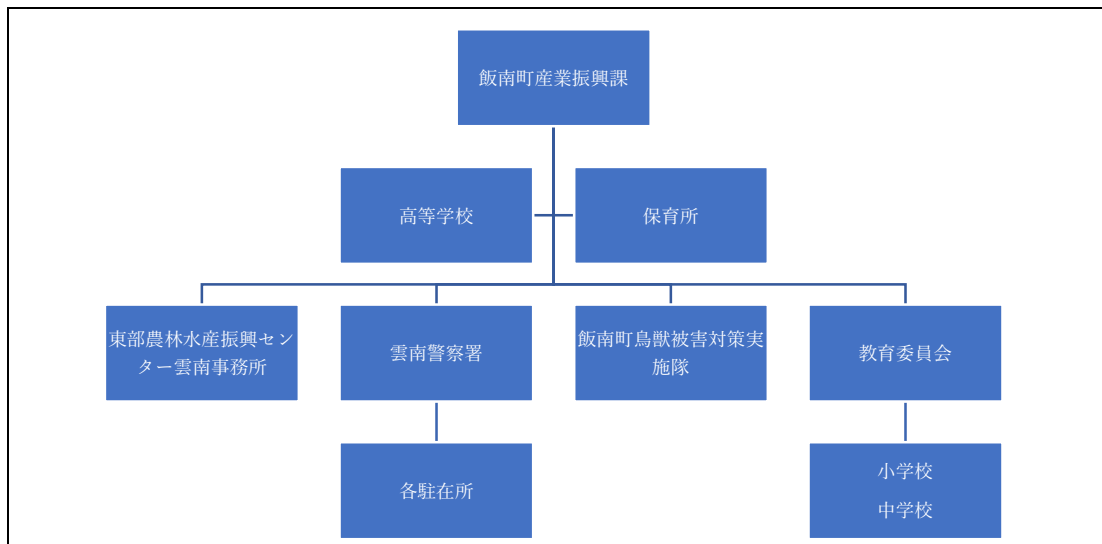 飯南町産業振興課
高等学校
保育所
東部農林水産振興セン
ター雲南事務所
雲南警察署
飯南町鳥獣被害対策実
施隊
教育委員会
各駐在所
小学校
中学校